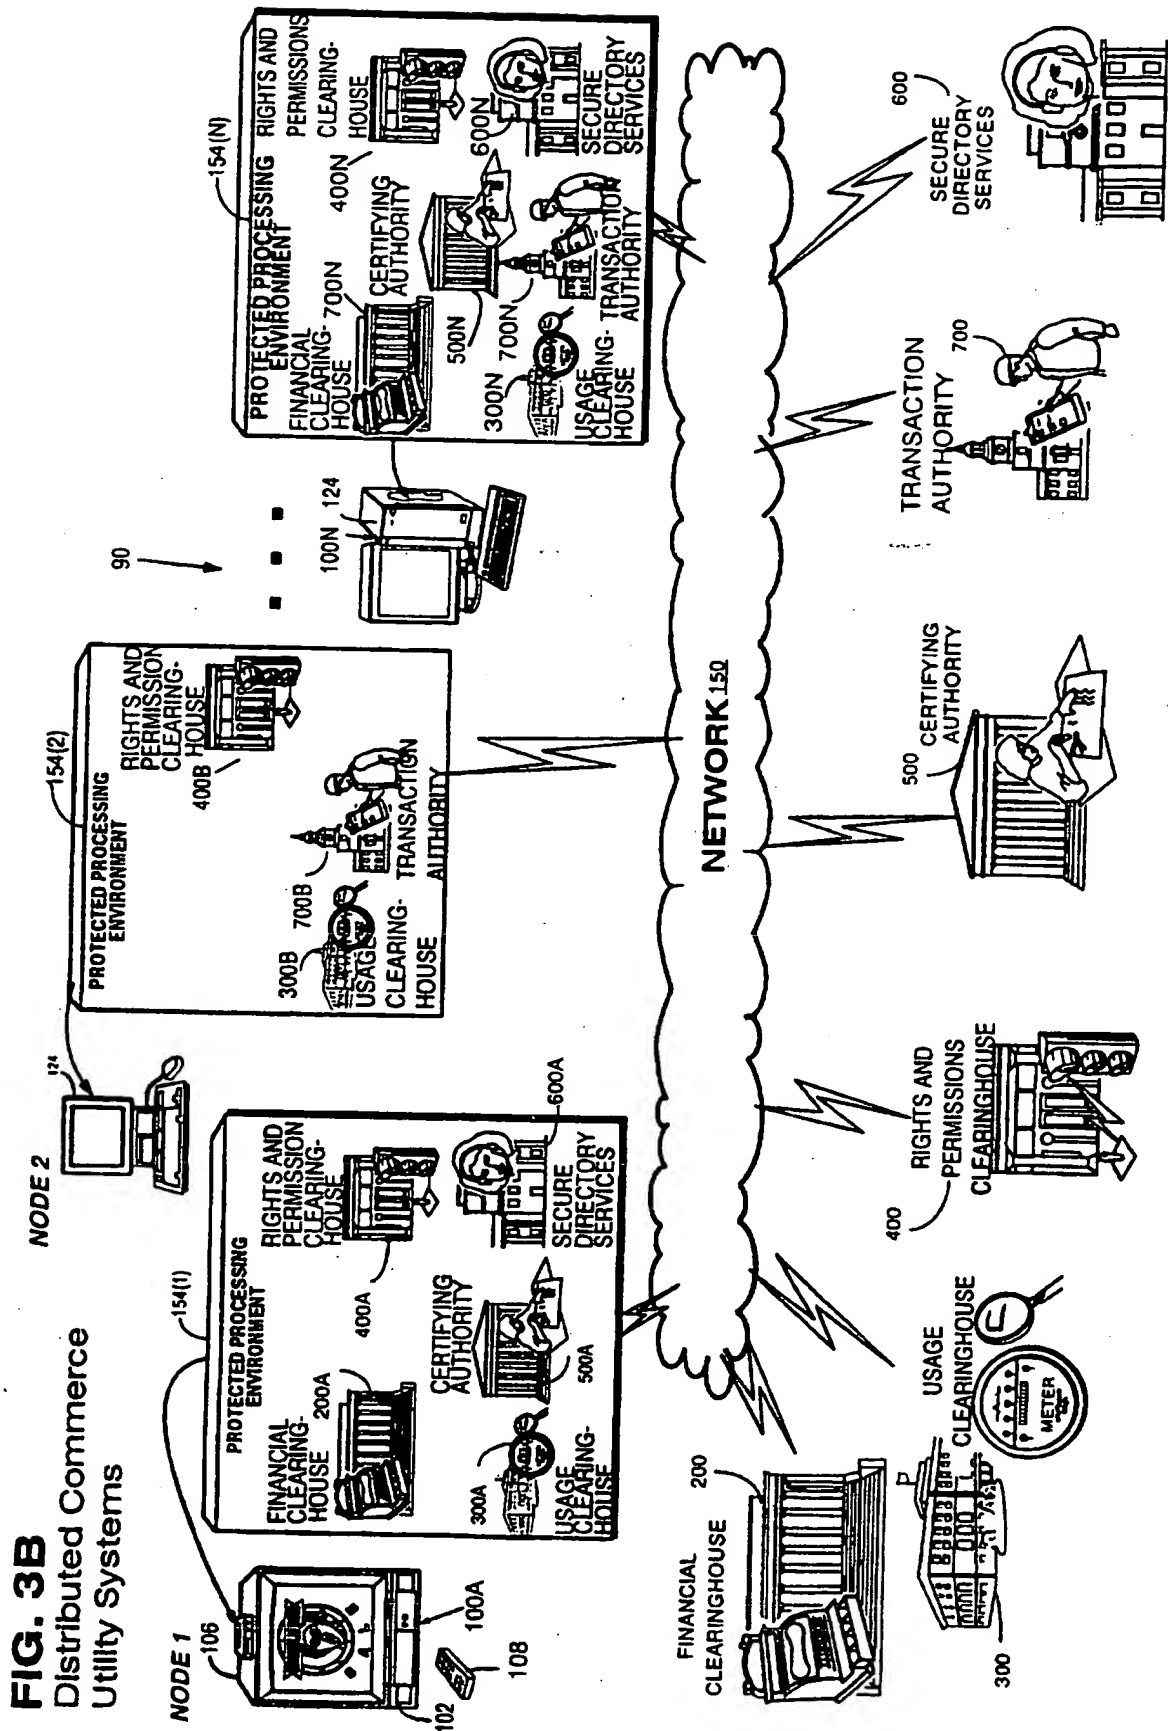 FIG. 3B
Distributed Commerce
Utility Systems
NODE 1
106
102
108
100A
154(1)
PROTECTED PROCESSING
ENVIRONMENT
FINANCIAL
CLEARING-
HOUSE
200A
RIGHTS AND
PERMISSION
CLEARING-
HOUSE
400A
300A
USAGE
CLEARING-
HOUSE
CERTIFYING
AUTHORITY
500A
SECURE
DIRECTORY
SERVICES
600A
NODE 2
124
154(2)
PROTECTED PROCESSING
ENVIRONMENT
RIGHTS AND
PERMISSION
CLEARING-
HOUSE
400B
300B
USAGE
CLEARING-
HOUSE
700B
TRANSACTION
AUTHORITY
90
100N
124
154(N)
PROTECTED PROCESSING
ENVIRONMENT
RIGHTS AND
PERMISSIONS
CLEARING-
HOUSE
400N
FINANCIAL
CLEARING-
HOUSE
700N
CERTIFYING
AUTHORITY
500N
600N
SECURE
DIRECTORY
SERVICES
300N
USAGE
CLEARING-
HOUSE
700N
TRANSACTION
AUTHORITY
NETWORK 150
FINANCIAL
CLEARINGHOUSE
200
USAGE
CLEARINGHOUSE
METER
300
RIGHTS AND
PERMISSIONS
CLEARINGHOUSE
400
500
CERTIFYING
AUTHORITY
TRANSACTION
AUTHORITY
700
600
SECURE
DIRECTORY
SERVICES